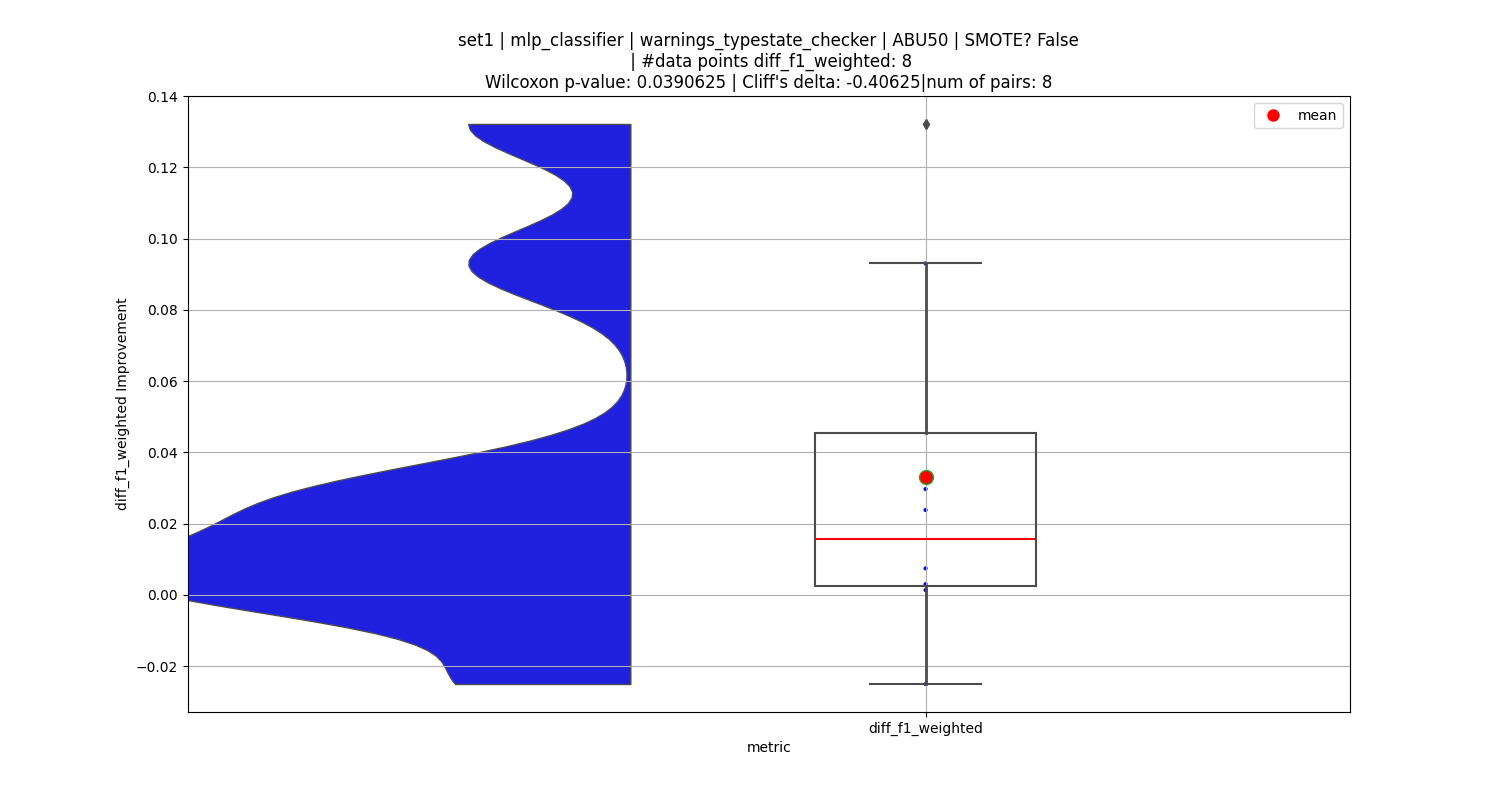 set1 | mlp_classifier | warnings_typestate_checker | ABU50 | SMOTE? False
| #data points diff_f1_weighted: 8
Wilcoxon p-value: 0.0390625 | Cliff's delta: -0.40625|num of pairs: 8
mean
0.14
0.12
0.10
0.08
0.06
0.04
0.02
0.00
−0.02
diff_f1_weighted Improvement
diff_f1_weighted
metric